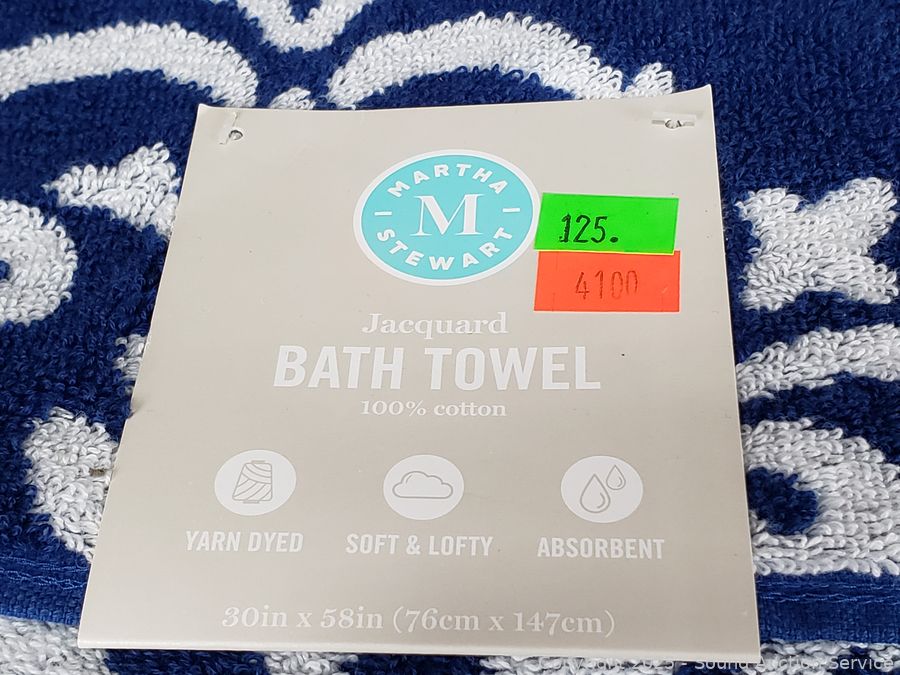 MARTHA
M
STEWART
125.
4100
Jacquard
BATH TOWEL
100% cotton
YARN DYED
SOFT & LOFTY
ABSORBENT
30in x 58in (76cm x 147cm)
Copyright 2023 - Sound Auction Service